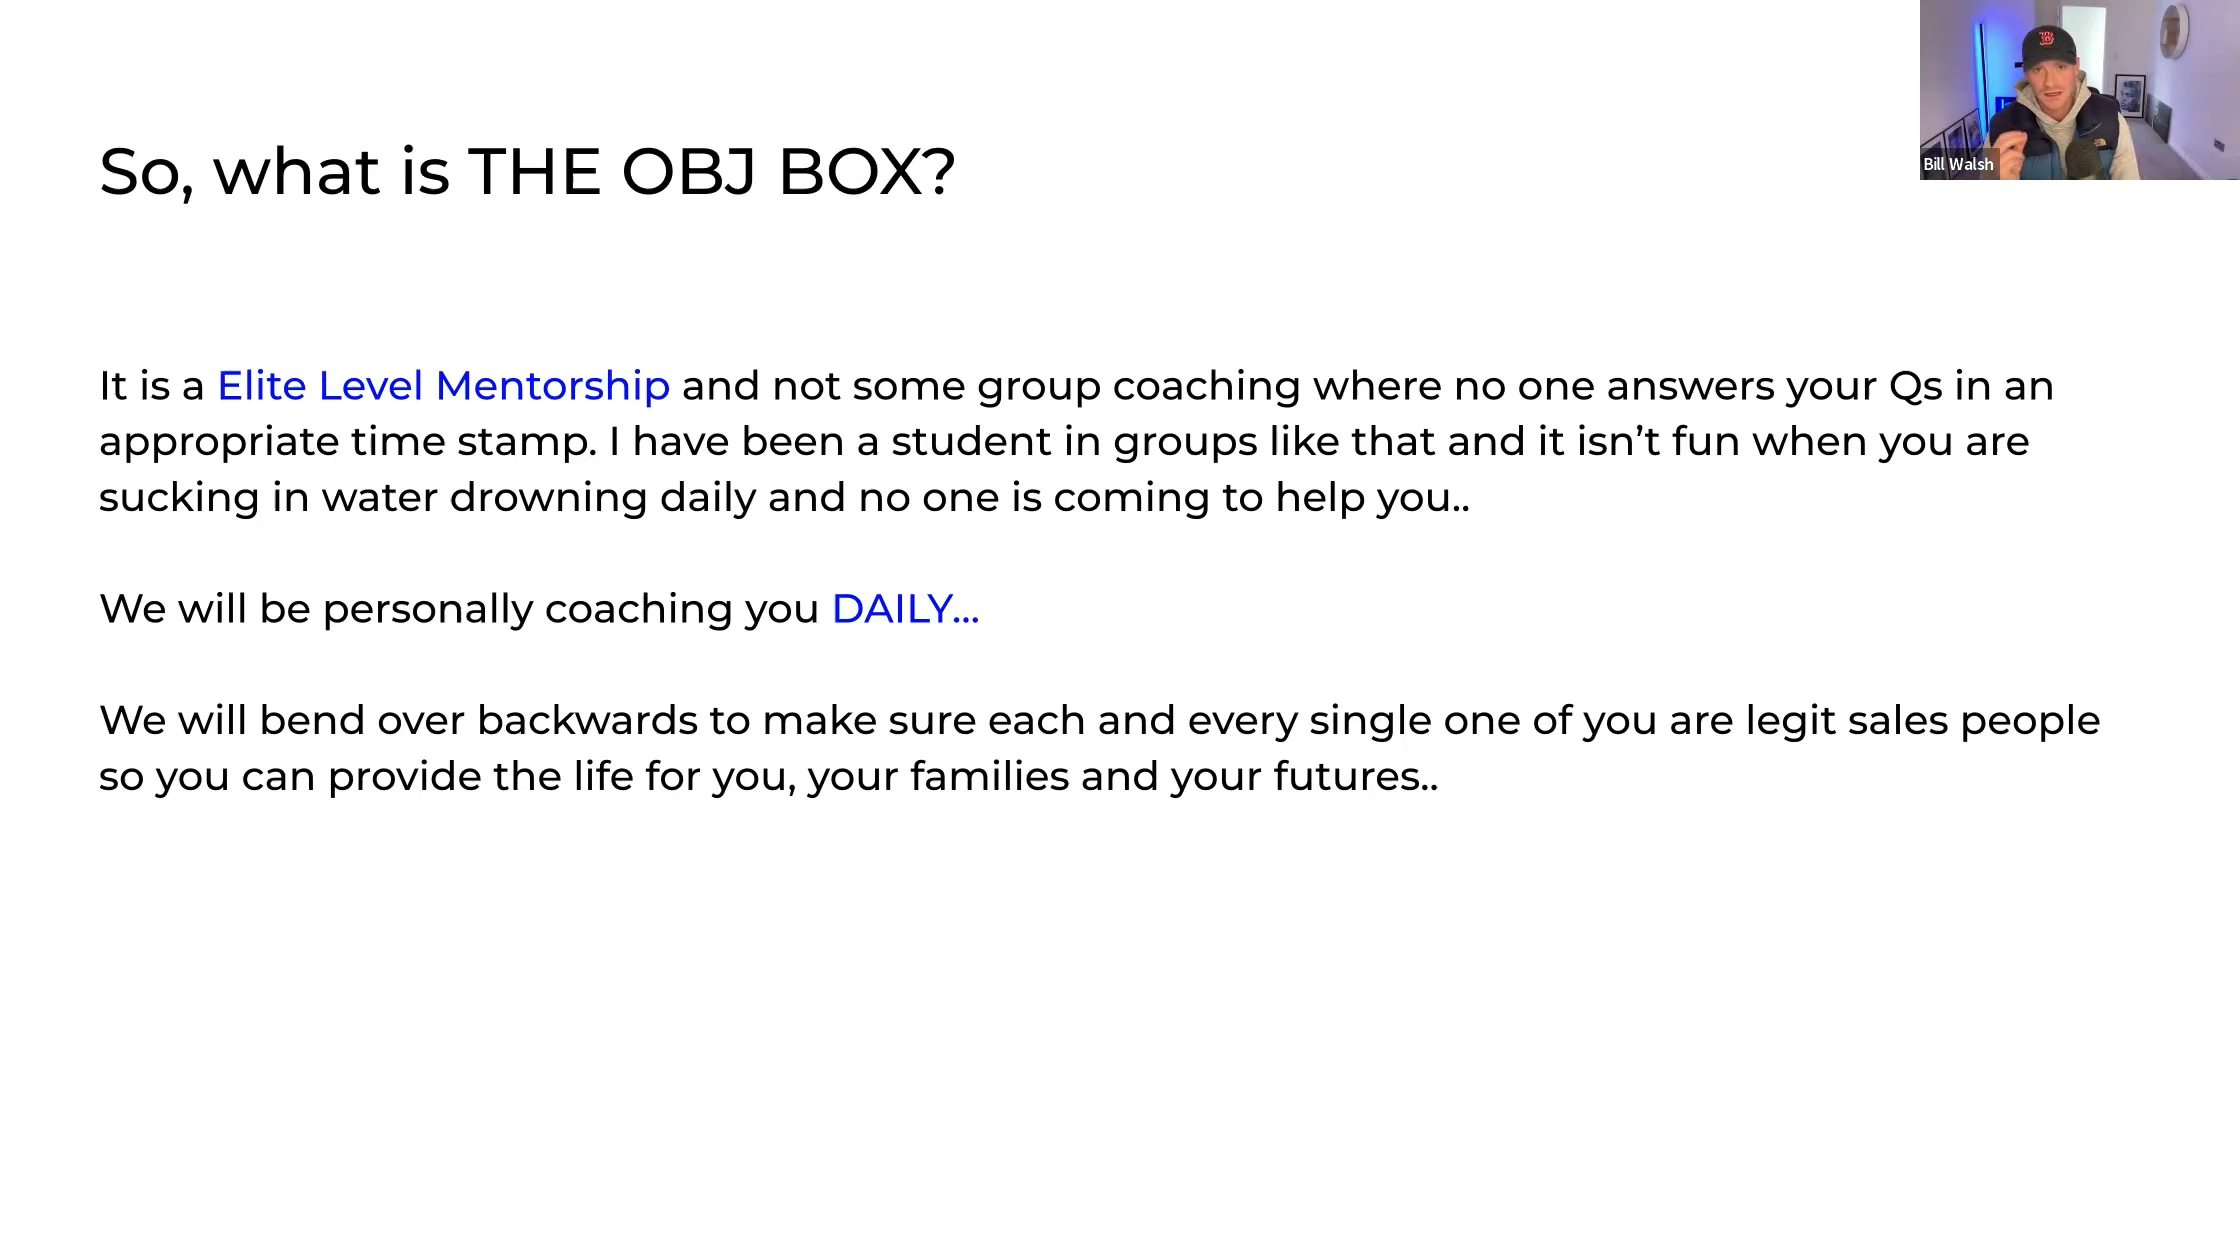 So, what is THE OBJ BOX?
Bill Walsh
It is a Elite Level Mentorship and not some group coaching where no one answers your Qs in an
appropriate time stamp. I have been a student in groups like that and it isn’t fun when you are
sucking in water drowning daily and no one is coming to help you..
We will be personally coaching you DAILY...
We will bend over backwards to make sure each and every single one of you are legit sales people
so you can provide the life for you, your families and your futures..